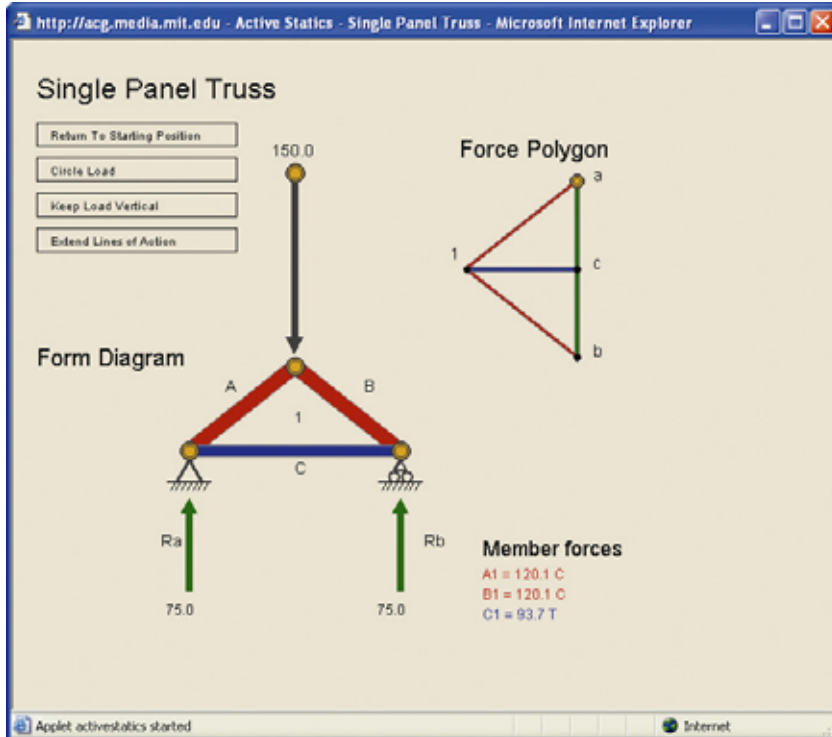 http://acg.media.mit.edu - Active Statics - Single Panel Truss - Microsoft Internet Explorer
Single Panel Truss
Return To Starting Position
Circle Load
Keep Load Vertical
Extend Lines of Action
150.0
Force Polygon
a
1
c
b
Form Diagram
A
B
1
C
Ra
Rb
75.0
75.0
Member forces
A1 = 120.1 C
B1 = 120.1 C
C1 = 93.7 T
Applet activestatics started
Internet